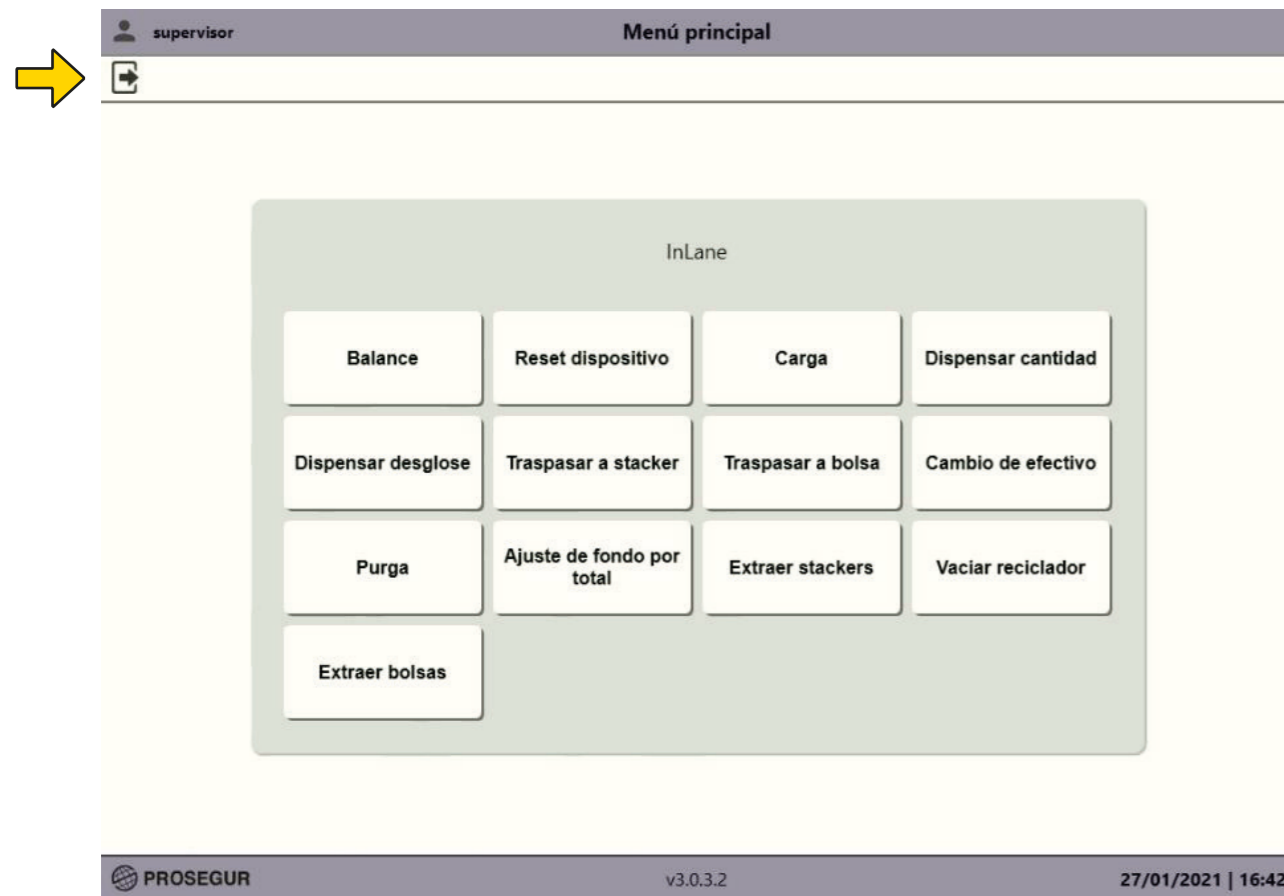 supervisor
Menú principal
InLane
Balance
Reset dispositivo
Carga
Dispensar cantidad
Dispensar desglose
Traspasar a stacker
Traspasar a bolsa
Cambio de efectivo
Purga
Ajuste de fondo por
total
Extraer stackers
Vaciar reciclador
Extraer bolsas
PROSEGUR
v3.0.3.2
27/01/2021 | 16:42